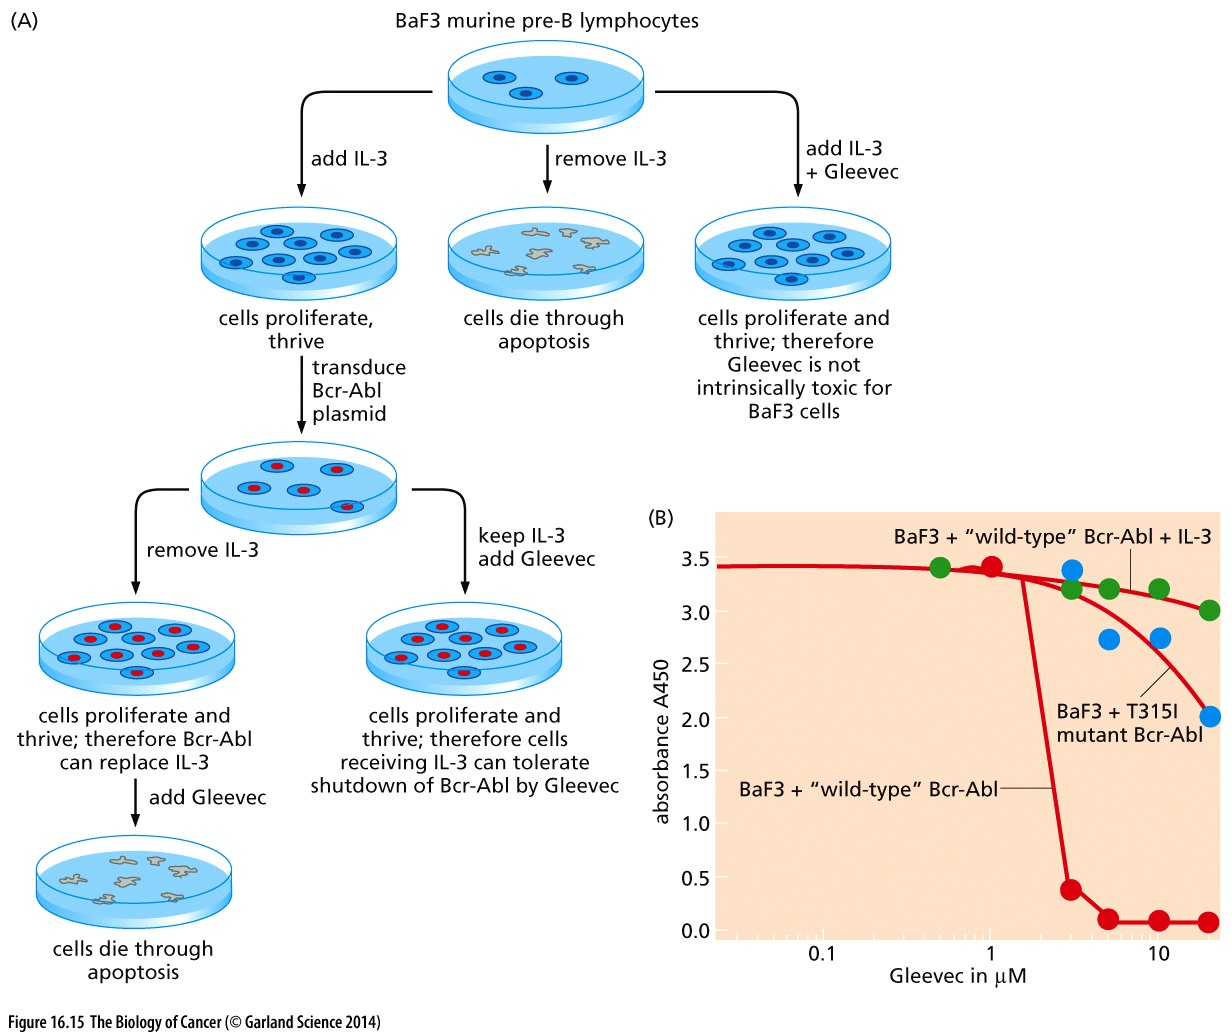 (A)
BaF3 murine pre-B lymphocytes
add IL-3
remove IL-3
add IL-3
+ Gleevec
cells proliferate,
thrive
cells die through
apoptosis
cells proliferate and
thrive; therefore
Gleevec is not
intrinsically toxic for
BaF3 cells
transduce
Bcr-Abl
plasmid
remove IL-3
keep IL-3
add Gleevec
cells proliferate and
thrive; therefore Bcr-Abl
can replace IL-3
cells proliferate and
thrive; therefore cells
receiving IL-3 can tolerate
shutdown of Bcr-Abl by Gleevec
add Gleevec
cells die through
apoptosis
(B)
BaF3 + “wild-type” Bcr-Abl + IL-3
3.5
3.0
2.5
2.0
1.5
1.0
0.5
0.0
absorbance A450
BaF3 + T315I
mutant Bcr-Abl
BaF3 + “wild-type” Bcr-Abl
0.1
1
10
Gleevec in μM
Figure 16.15 The Biology of Cancer (© Garland Science 2014)